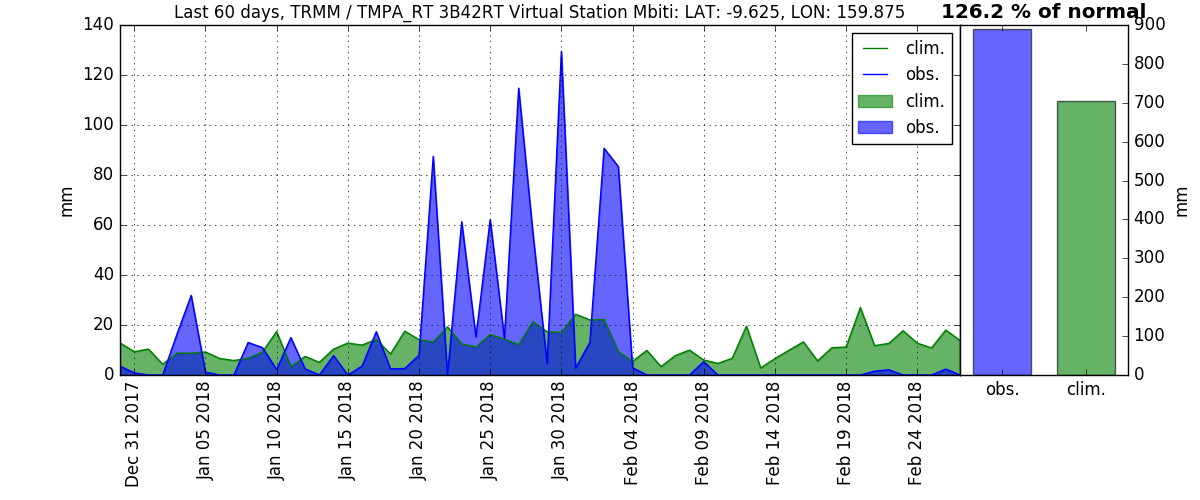 Last 60 days, TRMM / TMPA_RT 3B42RT Virtual Station Mbiti: LAT: -9.625, LON: 159.875
126.2 % of normal
140
120
100
80
60
40
20
0
mm
clim.
obs.
clim.
obs.
900
800
700
600
500
400
300
200
100
0
mm
Dec 31 2017
Jan 05 2018
Jan 10 2018
Jan 15 2018
Jan 20 2018
Jan 25 2018
Jan 30 2018
Feb 04 2018
Feb 09 2018
Feb 14 2018
Feb 19 2018
Feb 24 2018
obs.
clim.